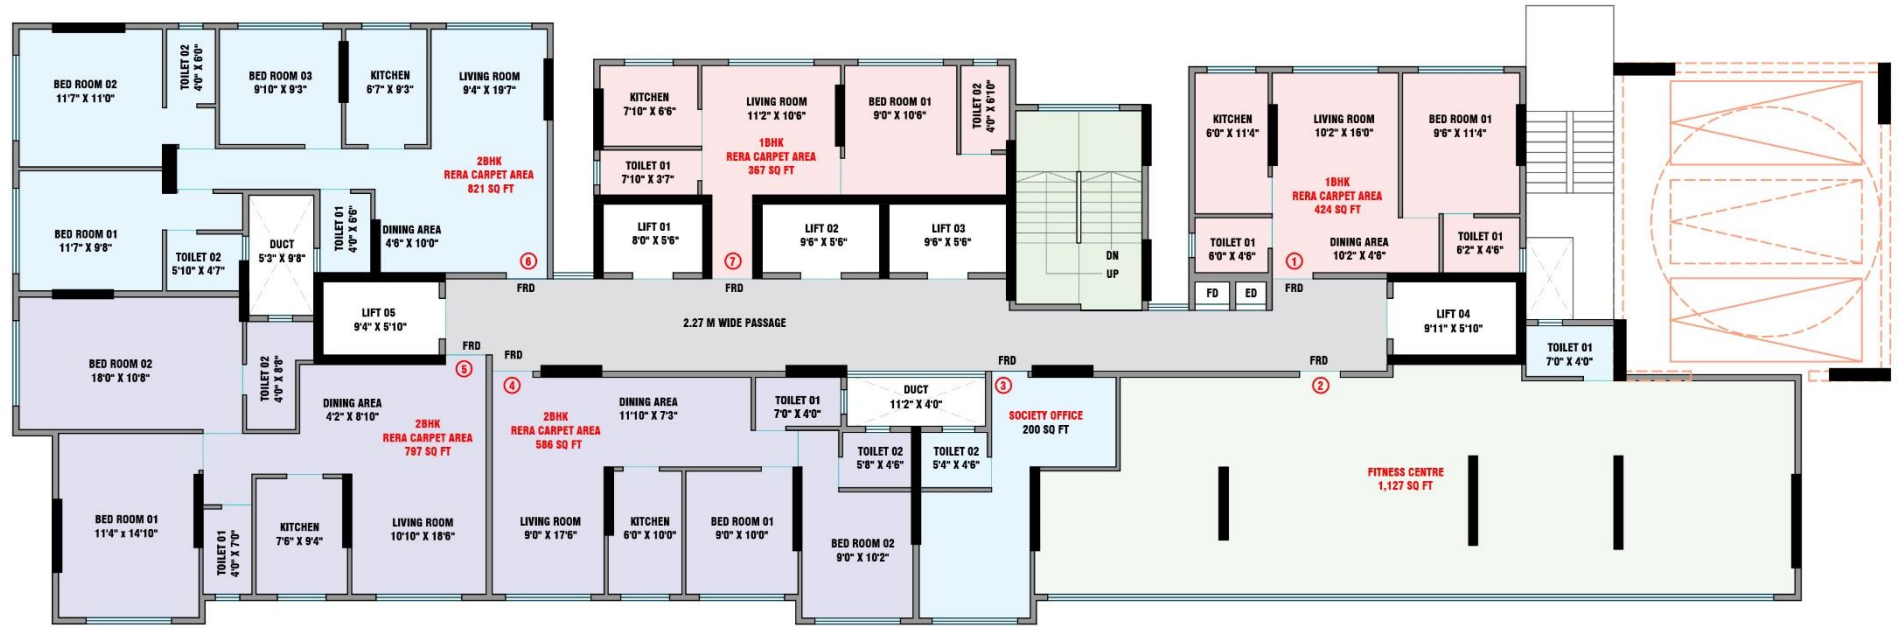 BED ROOM 02
11'7" X 11'0"
TOILET 02
4'0" X 6'0"
BED ROOM 03
9'10" X 9'3"
KITCHEN
6'7" X 9'3"
LIVING ROOM
9'4" X 19'7"
2BHK
RERA CARPET AREA
821 SQ FT
BED ROOM 01
11'7" X 9'8"
TOILET 02
5'10" X 4'7"
DUCT
5'3" X 9'8"
TOILET 01
4'0" X 6'6"
DINING AREA
4'6" X 10'0"
6
FRD
KITCHEN
7'10" X 6'6"
TOILET 01
7'10" X 3'7"
LIVING ROOM
11'2" X 10'6"
1BHK
RERA CARPET AREA
367 SQ FT
BED ROOM 01
9'0" X 10'6"
TOILET 02
4'0" X 6'10"
LIFT 01
8'0" X 5'6"
7
FRD
LIFT 02
9'6" X 5'6"
LIFT 03
9'6" X 5'6"
DN
UP
KITCHEN
6'0" X 11'4"
LIVING ROOM
10'2" X 16'0"
BED ROOM 01
9'6" X 11'4"
1BHK
RERA CARPET AREA
424 SQ FT
TOILET 01
6'0" X 4'6"
DINING AREA
10'2" X 4'6"
TOILET 01
6'2" X 4'6"
1
FRD
FD
ED
LIFT 05
9'4" X 5'10"
2.27 M WIDE PASSAGE
LIFT 04
9'11" X 5'10"
TOILET 01
7'0" X 4'0"
BED ROOM 02
18'0" X 10'8"
TOILET 02
4'0" X 8'8"
DINING AREA
4'2" X 8'10"
FRD
5
2BHK
RERA CARPET AREA
797 SQ FT
BED ROOM 01
11'4" x 14'10"
TOILET 01
4'0" X 7'0"
KITCHEN
7'6" X 9'4"
LIVING ROOM
10'10" X 18'6"
FRD
4
2BHK
RERA CARPET AREA
586 SQ FT
DINING AREA
11'10" X 7'3"
TOILET 01
7'0" X 4'0"
LIVING ROOM
9'0" X 17'6"
KITCHEN
6'0" X 10'0"
BED ROOM 01
9'0" X 10'0"
TOILET 02
5'8" X 4'6"
BED ROOM 02
9'0" X 10'2"
DUCT
11'2" X 4'0"
FRD
3
SOCIETY OFFICE
200 SQ FT
TOILET 02
5'4" X 4'6"
FRD
2
FITNESS CENTRE
1,127 SQ FT